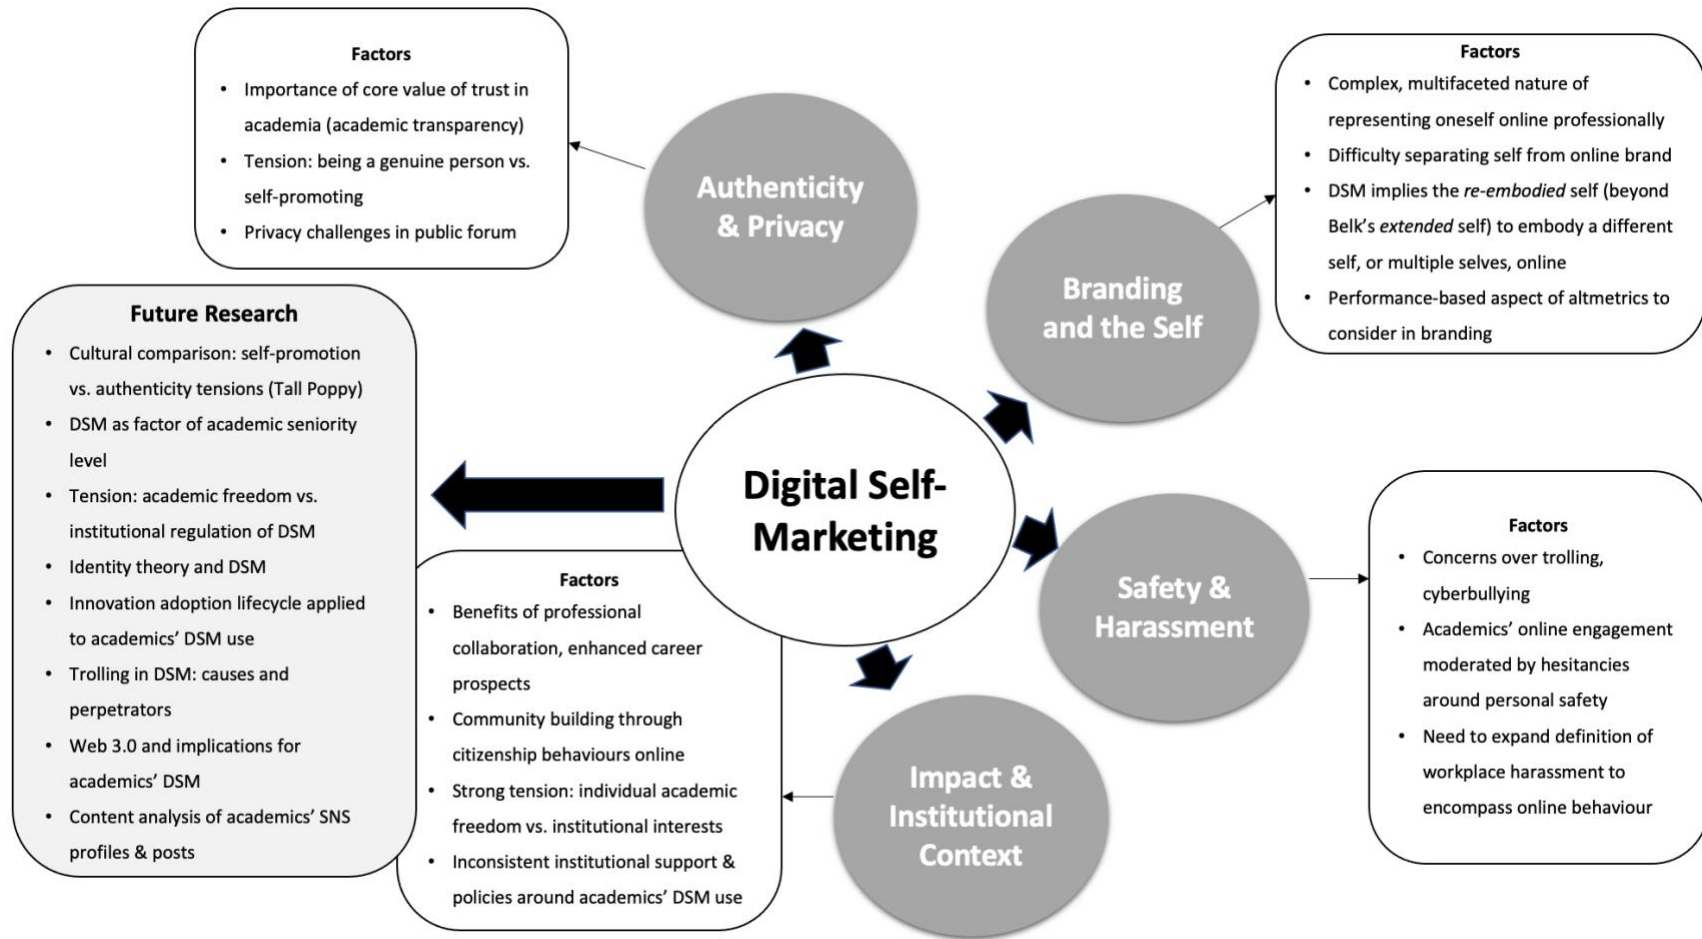 Factors
• Importance of core value of trust in
academia (academic transparency)
• Tension: being a genuine person vs.
self-promoting
• Privacy challenges in public forum
Authenticity
& Privacy
Branding
and the Self
Factors
• Complex, multifaceted nature of
representing oneself online professionally
• Difficulty separating self from online brand
• DSM implies the re-embodied self (beyond
Belk’s extended self) to embody a different
self, or multiple selves, online
• Performance-based aspect of altmetrics to
consider in branding
Future Research
• Cultural comparison: self-promotion
vs. authenticity tensions (Tall Poppy)
• DSM as factor of academic seniority
level
• Tension: academic freedom vs.
institutional regulation of DSM
• Identity theory and DSM
• Innovation adoption lifecycle applied
to academics’ DSM use
• Trolling in DSM: causes and
perpetrators
• Web 3.0 and implications for
academics’ DSM
• Content analysis of academics’ SNS
profiles & posts
Digital Self-
Marketing
Safety &
Harassment
Factors
• Concerns over trolling,
cyberbullying
• Academics’ online engagement
moderated by hesitancies
around personal safety
• Need to expand definition of
workplace harassment to
encompass online behaviour
Factors
• Benefits of professional
collaboration, enhanced career
prospects
• Community building through
citizenship behaviours online
• Strong tension: individual academic
freedom vs. institutional interests
• Inconsistent institutional support &
policies around academics’ DSM use
Impact &
Institutional
Context